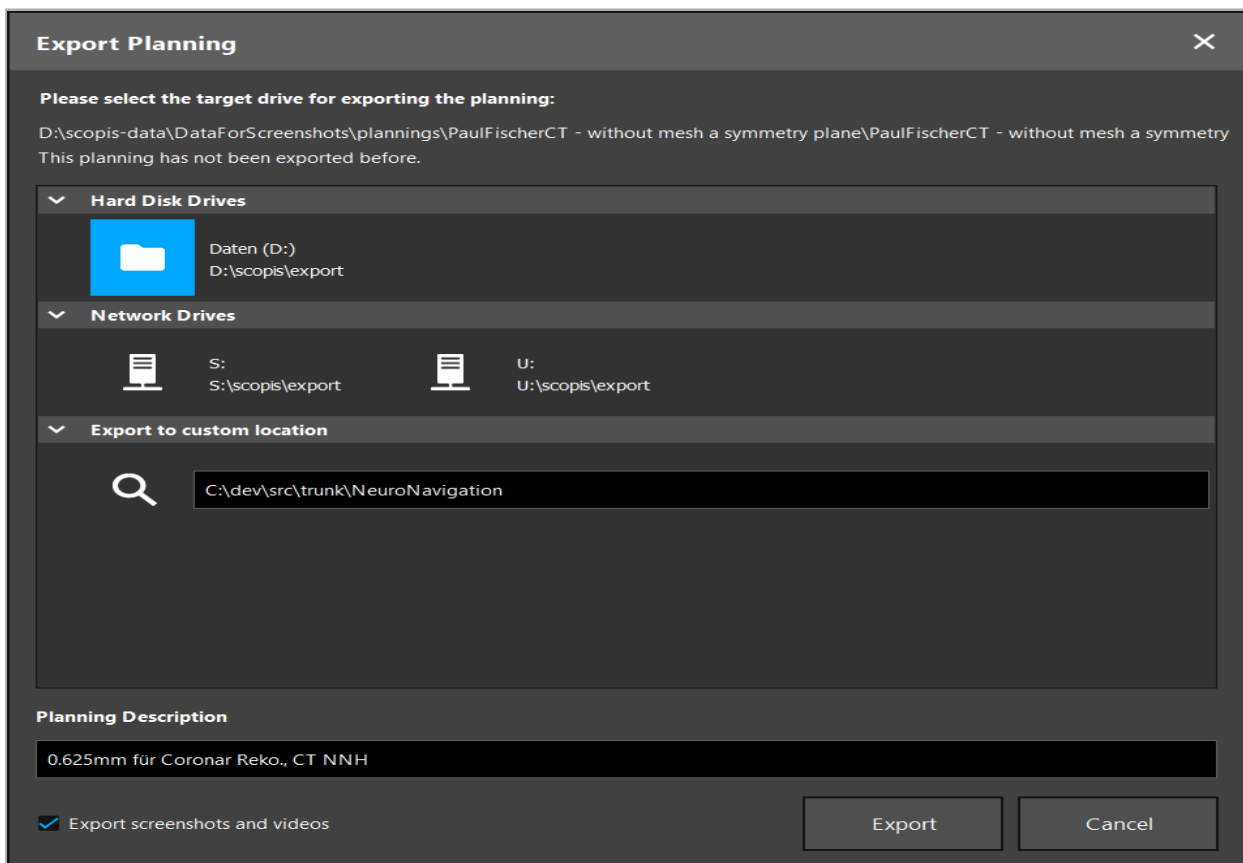 Export Planning
Please select the target drive for exporting the planning:
D:\scopis-data\DataForScreenshots\plannings\PaulFischerCT - without mesh a symmetry plane\PaulFischerCT - without mesh a symmetry
This planning has not been exported before.
Hard Disk Drives
Daten (D:)
D:\scopis\export
Network Drives
S:
S:\scopis\export
U:
U:\scopis\export
Export to custom location
C:\dev\src\trunk\NeuroNavigation
Planning Description
0.625mm für Coronar Reko., CT NNH
Export screenshots and videos
Export
Cancel